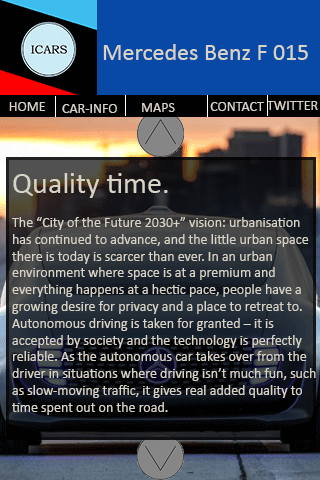 ICARS
Mercedes Benz F 015
HOME CAR-INFO MAPS CONTACT TWITTER
Quality time.
The “City of the Future 2030+” vision: urbanisation
has continued to advance, and the little urban space
there is today is scarcer than ever. In an urban
environment where space is at a premium and
everything happens at a hectic pace, people have a
growing desire for privacy and a place to retreat to.
Autonomous driving is taken for granted – it is
accepted by society and the technology is perfectly
reliable. As the autonomous car takes over from the
driver in situations where driving isn’t much fun, such
as slow-moving traffic, it gives real added quality to
time spent out on the road.